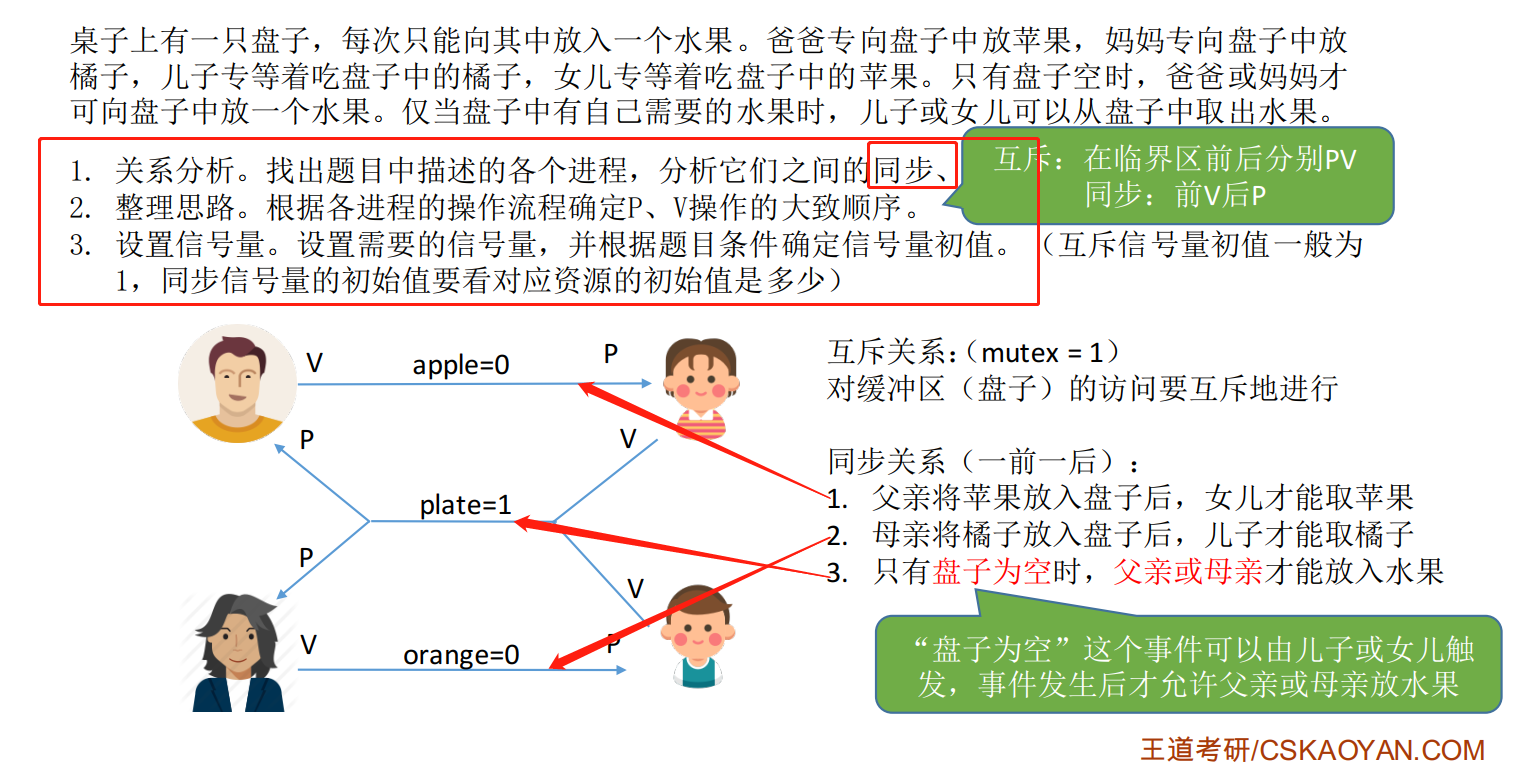 桌子上有一只盘子，每次只能向其中放入一个水果。爸爸专向盘子中放苹果，妈妈专向盘子中放
橘子，儿子专等着吃盘子中的橘子，女儿专等着吃盘子中的苹果。只有盘子空时，爸爸或妈妈才
可向盘子中放一个水果。仅当盘子中有自己需要的水果时，儿子或女儿可以从盘子中取出水果。
1. 关系分析。找出题目中描述的各个进程，分析它们之间的同步、
2. 整理思路。根据各进程的操作流程确定P、V操作的大致顺序。
3. 设置信号量。设置需要的信号量，并根据题目条件确定信号量初值。（互斥信号量初值一般为
1，同步信号量的初始值要看对应资源的初始值是多少）
互斥：在临界区前后分别PV
同步：前V后P
V
apple=0
P
P
V
plate=1
P
V
V
orange=0
P
互斥关系：（mutex = 1）
对缓冲区（盘子）的访问要互斥地进行
同步关系（一前一后）：
1. 父亲将苹果放入盘子后，女儿才能取苹果
2. 母亲将橘子放入盘子后，儿子才能取橘子
3. 只有盘子为空时，父亲或母亲才能放入水果
“盘子为空”这个事件可以由儿子或女儿触
发，事件发生后才允许父亲或母亲放水果
王道考研/CSKAOYAN.COM